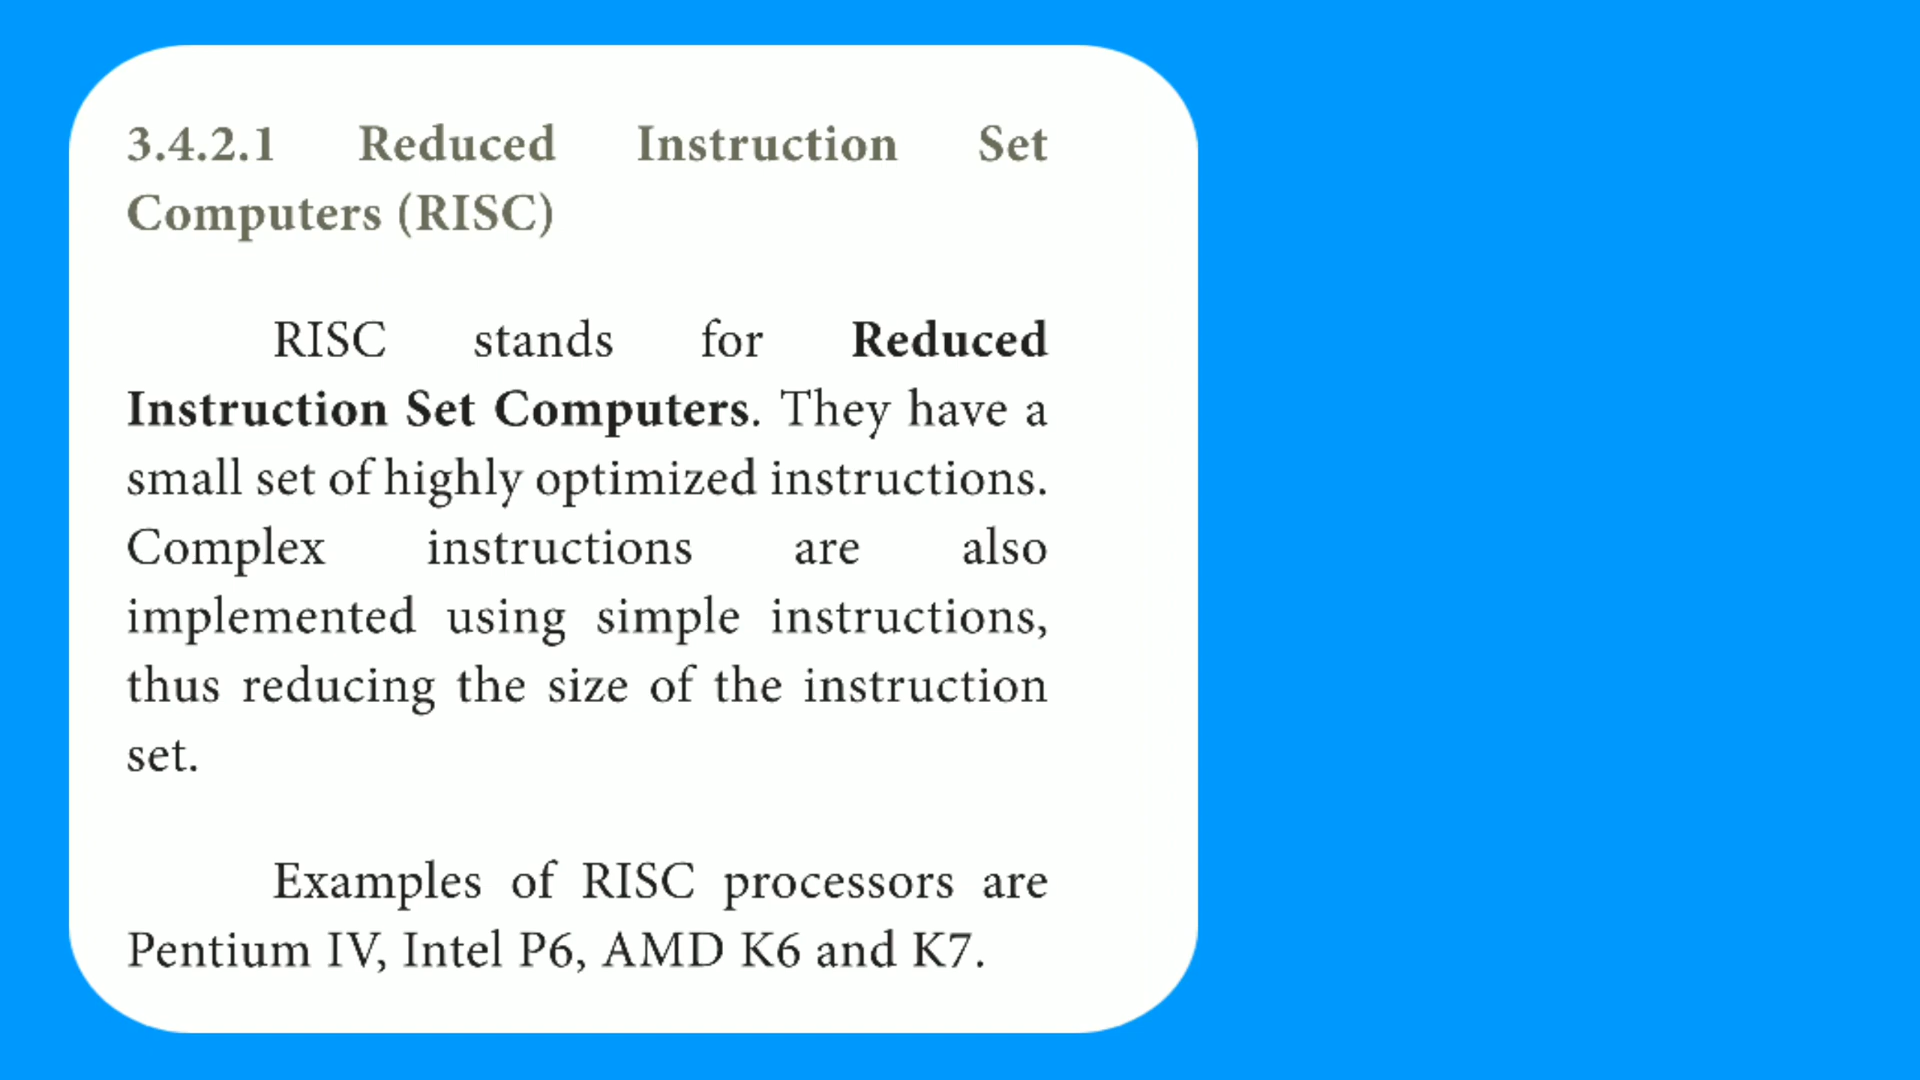 3.4.2.1 Reduced Instruction Set
Computers (RISC)
RISC stands for Reduced
Instruction Set Computers. They have a
small set of highly optimized instructions.
Complex instructions are also
implemented using simple instructions,
thus reducing the size of the instruction
set.
Examples of RISC processors are
Pentium IV, Intel P6, AMD K6 and K7.